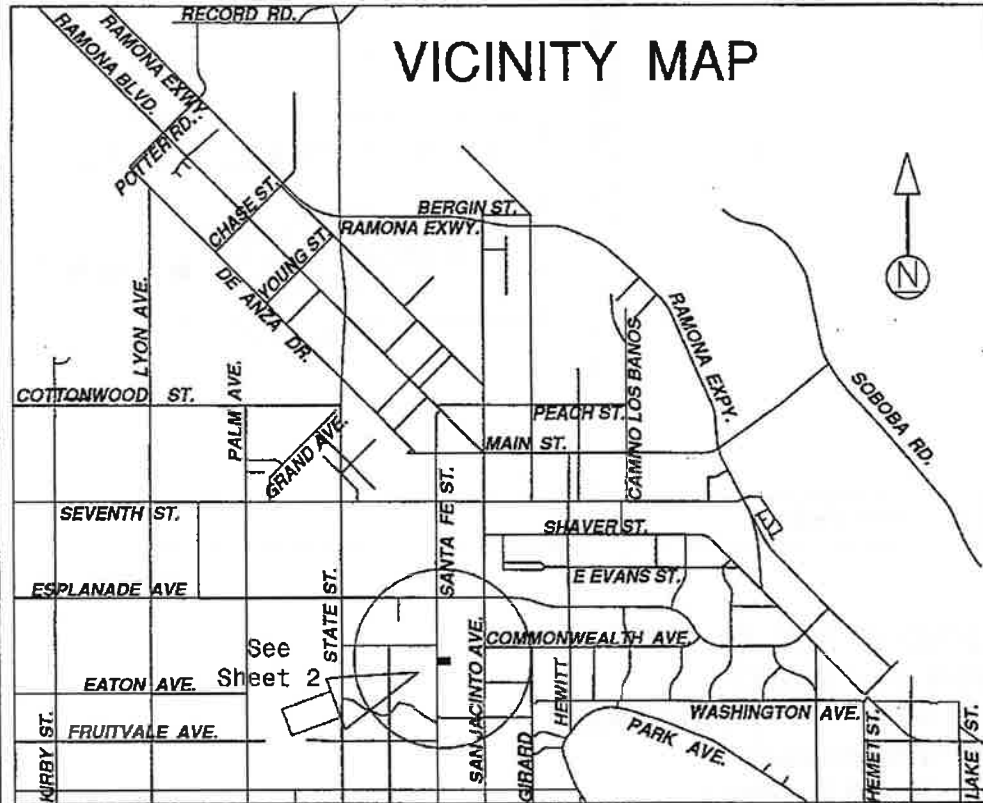 RECORD RD.
VICINITY MAP
RAMONA EXWY.
RAMONA BLVD.
POTTER RD.
CHASE ST.
YOUNG ST.
BERGIN ST.
RAMONA EXWY.
DE ANZA DR.
LYON AVE.
N
RAMONA EXPY.
SOBOBA RD.
COTTONWOOD ST.
PALM AVE.
GRAND AVE.
PEACH ST.
CAMINO LOS BANOS
MAIN ST.
SEVENTH ST.
SANTA FE ST.
SHAVER ST.
E EVANS ST.
ESPLANADE AVE
STATE ST.
COMMONWEALTH AVE.
See
Sheet 2
EATON AVE.
SAN JACINTO AVE.
HEWITT
WASHINGTON AVE.
PARK AVE.
FRUITVALE AVE.
KIRBY ST.
GIRARD
HEMET ST.
LAKE ST.